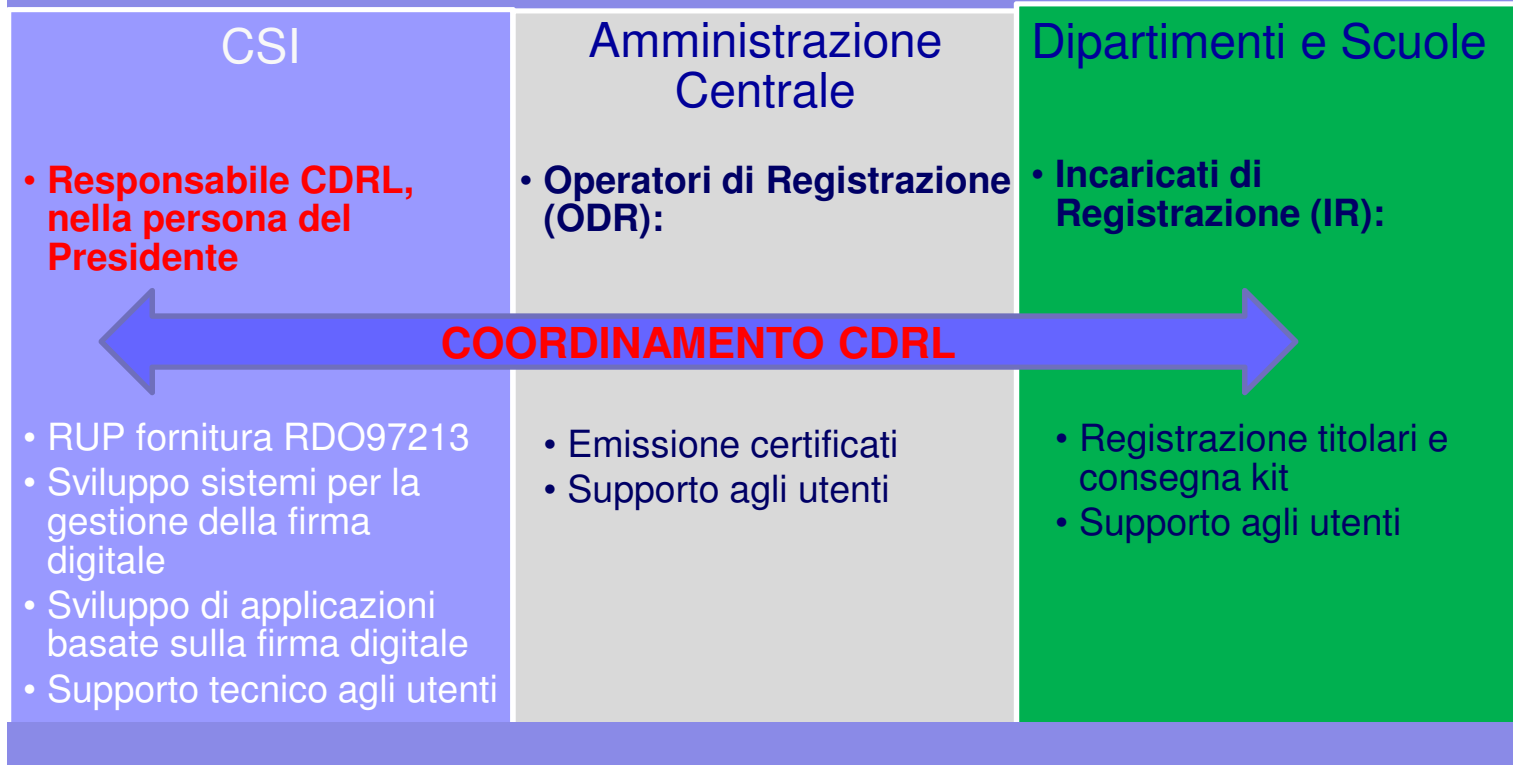 CSI
• Responsabile CDRL,
nella persona del
Presidente
Amministrazione
Centrale
• Operatori di Registrazione
(ODR):
Dipartimenti e Scuole
• Incaricati di
Registrazione (IR):
COORDINAMENTO CDRL
• RUP fornitura RDO97213
• Sviluppo sistemi per la
gestione della firma
digitale
• Sviluppo di applicazioni
basate sulla firma digitale
• Supporto tecnico agli utenti
• Emissione certificati
• Supporto agli utenti
• Registrazione titolari e
consegna kit
• Supporto agli utenti